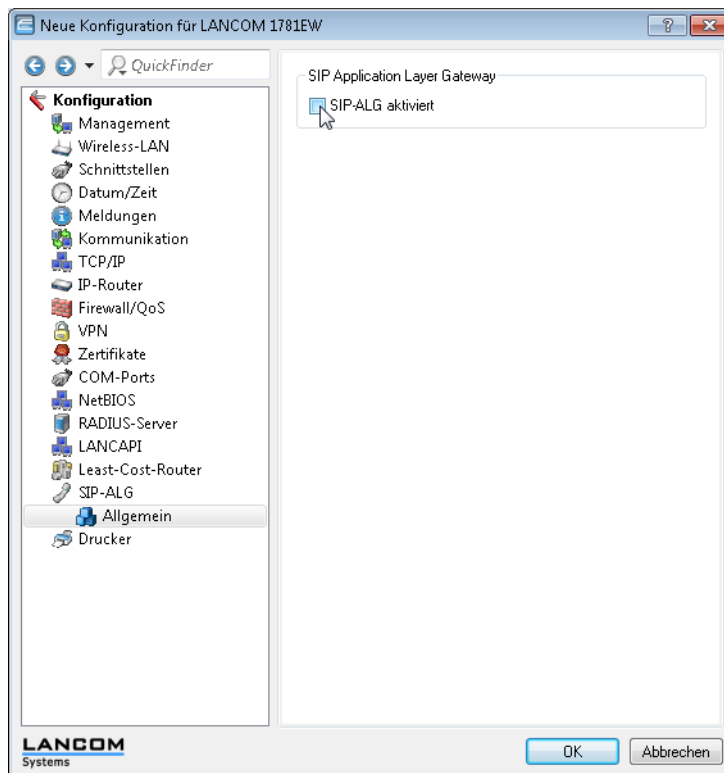 Neue Konfiguration für LANCOM 1781EW
QuickFinder
Konfiguration
Management
Wireless-LAN
Schnittstellen
Datum/Zeit
Meldungen
Kommunikation
TCP/IP
IP-Router
Firewall/QoS
VPN
Zertifikate
COM-Ports
NetBIOS
RADIUS-Server
LANCAPI
Least-Cost-Router
SIP-ALG
Allgemein
Drucker
SIP Application Layer Gateway
SIP-ALG aktiviert
LANCOM
Systems
OK
Abbrechen